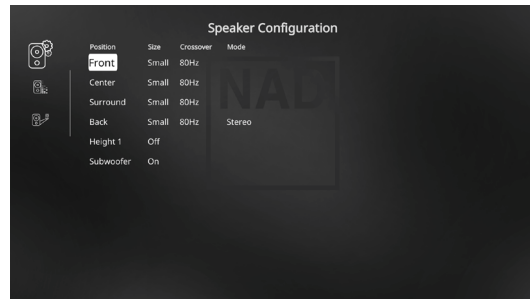 Speaker Configuration
Position Size Crossover Mode
Front Small 80Hz
Center Small 80Hz
Surround Small 80Hz
Back Small 80Hz Stereo
Height 1 Off
Subwoofer On
NAD